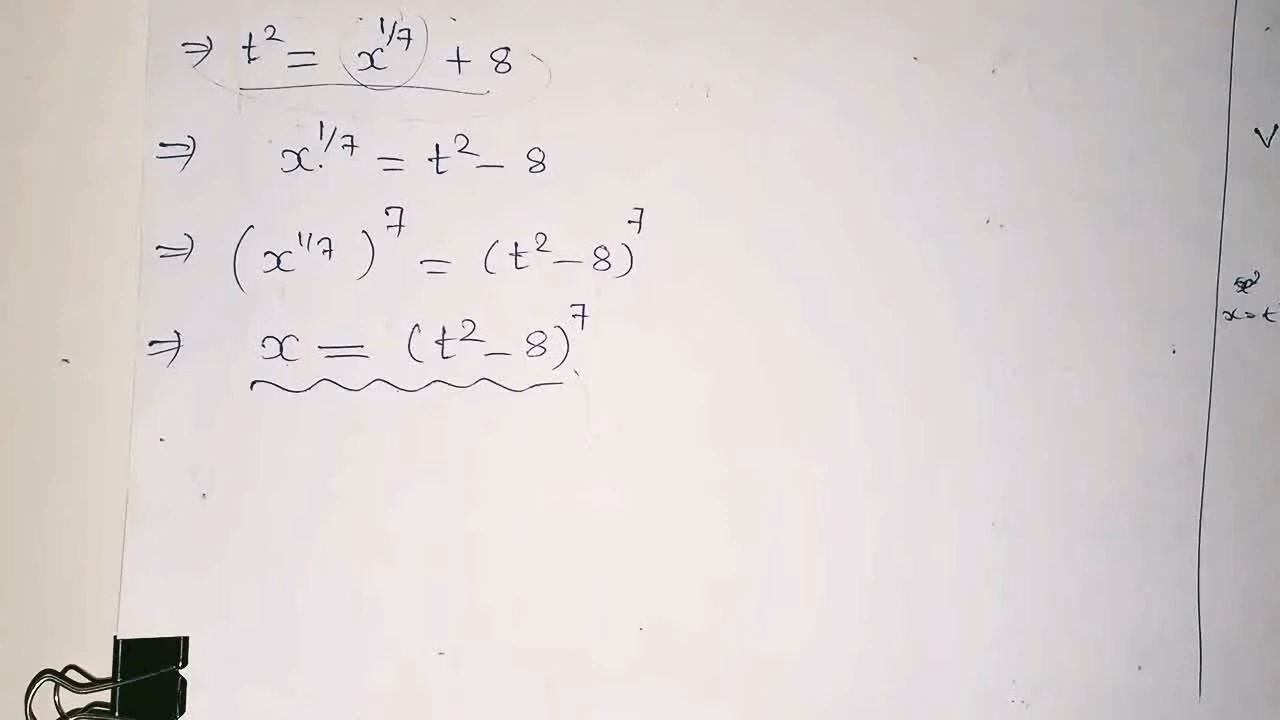 ⇒ t² = x^{1/7} + 8
⇒ x^{1/7} = t² - 8
⇒ (x^{1/7})^7 = (t² - 8)^7
⇒ x = (t² - 8)^7
x = t